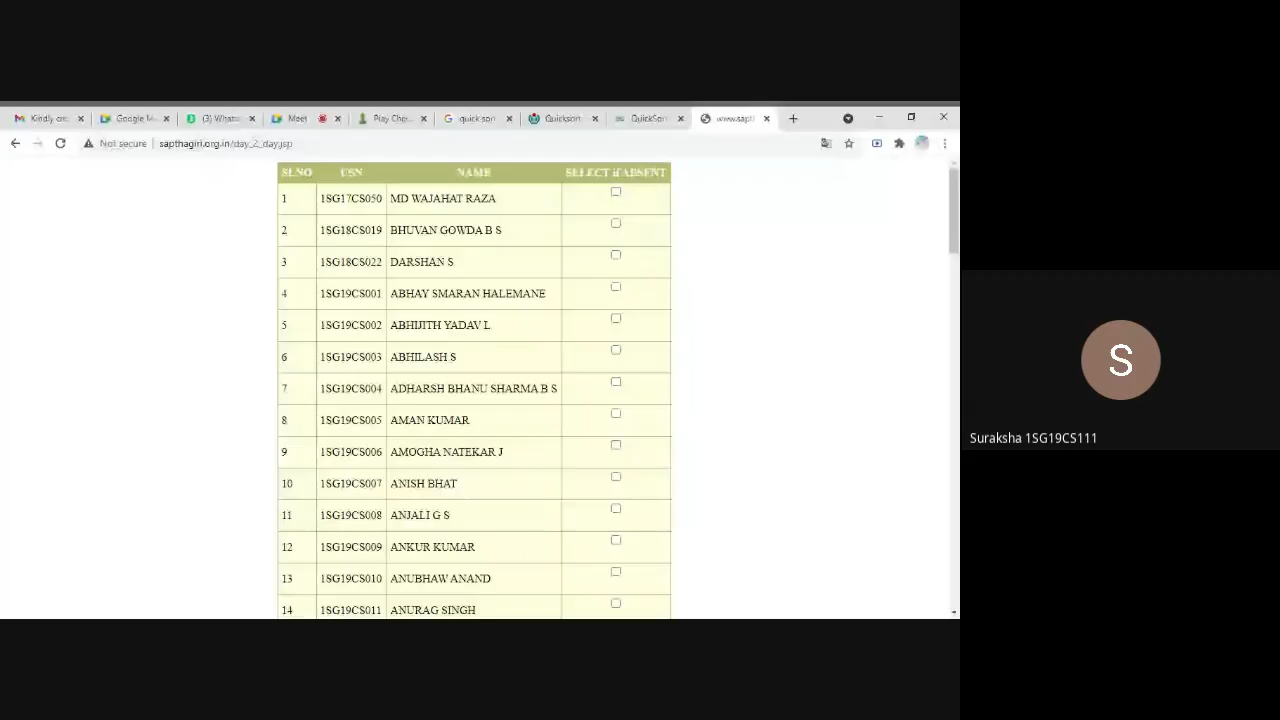 Kindly cre
Google M
(3) Whats
Meet
Play Cho
quick sort
Quicksort
QuickSort
www.sapt
Not secure
sapthagiri.org.in/day_2_day.jsp
SLNO USN NAME SELECT if ABSENT
1 1SG17CS050 MD WAJAHAT RAZA
2 1SG18CS019 BHUVAN GOWDA B S
3 1SG18CS022 DARSHAN S
4 1SG19CS001 ABHAY SMARAN HALEMANE
5 1SG19CS002 ABHIJITH YADAV L
6 1SG19CS003 ABHILASH S
7 1SG19CS004 ADHARSH BHANU SHARMA B S
8 1SG19CS005 AMAN KUMAR
9 1SG19CS006 AMOGHA NATEKAR J
10 1SG19CS007 ANISH BHAT
11 1SG19CS008 ANJALI G S
12 1SG19CS009 ANKUR KUMAR
13 1SG19CS010 ANUBHAW ANAND
14 1SG19CS011 ANURAG SINGH
S
Suraksha 1SG19CS111